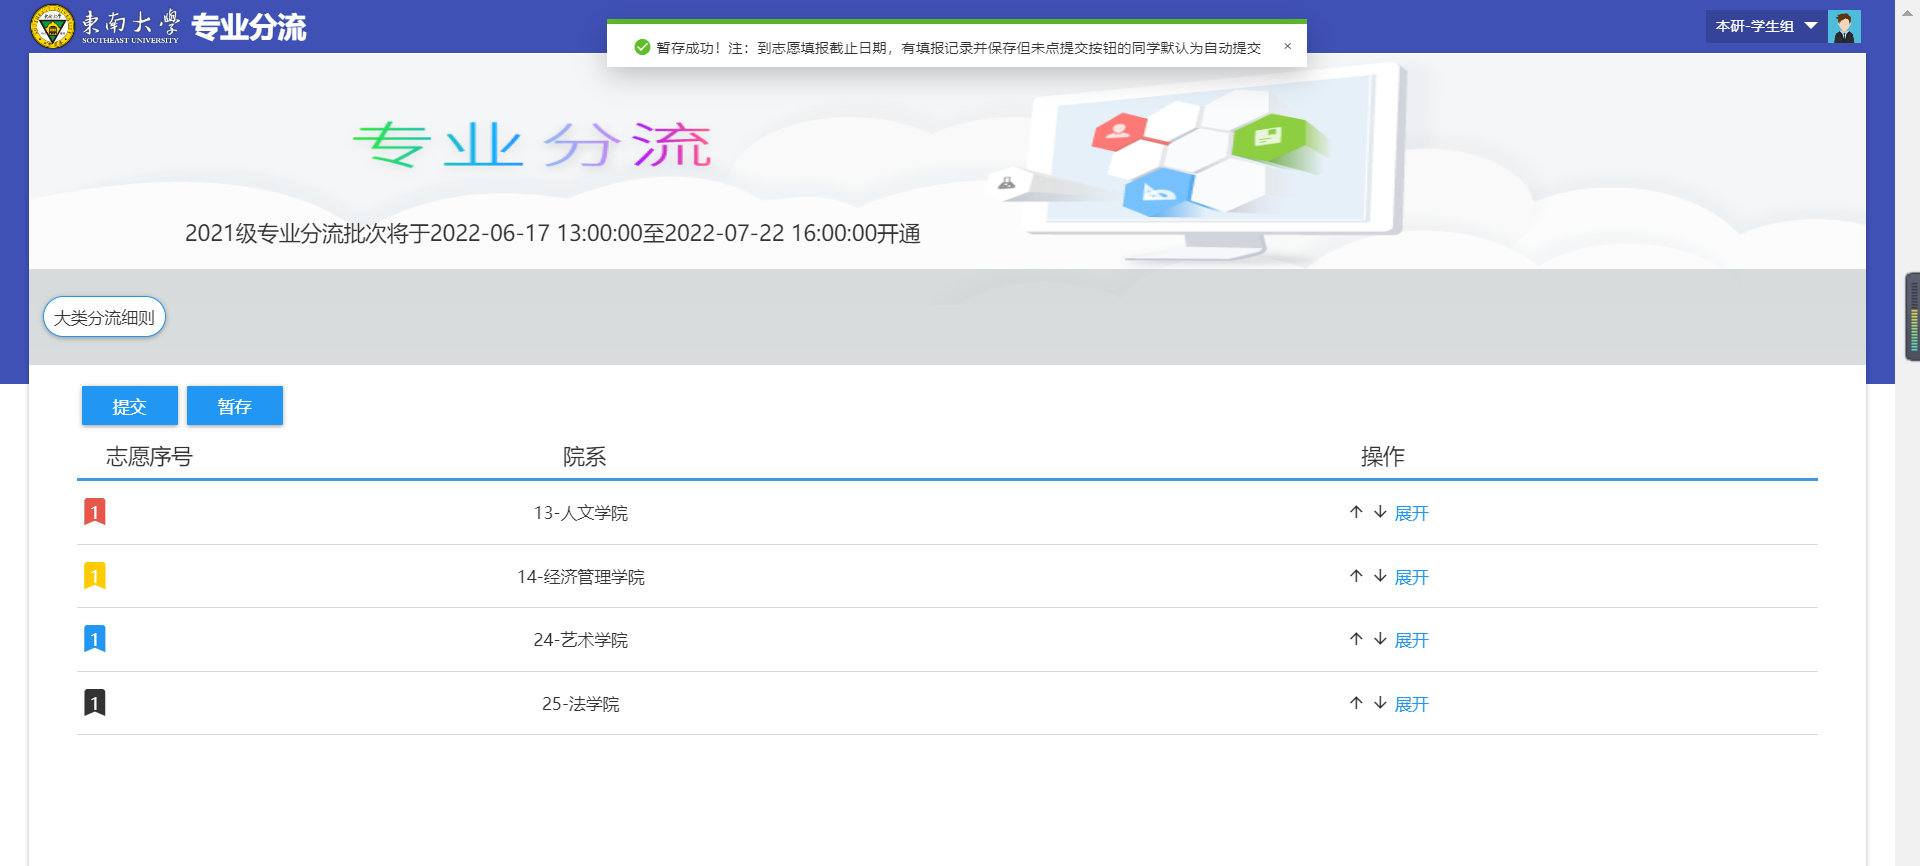 東南大學 专业分流
SOUTHEAST UNIVERSITY
本研-学生组
暂存成功！注：到志愿填报截止日期，有填报记录并保存但未点提交按钮的同学默认为自动提交 ×
专业分流
2021级专业分流批次将于2022-06-17 13:00:00至2022-07-22 16:00:00开通
大类分流细则
提交 暂存
志愿序号 院系 操作
1 13-人文学院 ↑ ↓ 展开
1 14-经济管理学院 ↑ ↓ 展开
1 24-艺术学院 ↑ ↓ 展开
1 25-法学院 ↑ ↓ 展开